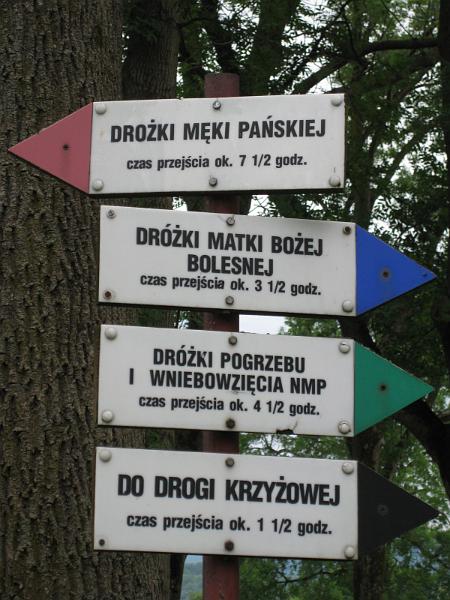 DROŻKI MĘKI PAŃSKIEJ
czas przejścia ok. 7 1/2 godz.
DRÓŻKI MATKI BOŻEJ
BOLESNEJ
czas przejścia ok. 3 1/2 godz.
DRÓŻKI POGRZEBU
I WNIEBOWZIĘCIA NMP
czas przejścia ok. 4 1/2 godz.
DO DROGI KRZYŻOWEJ
czas przejścia ok. 1 1/2 godz.